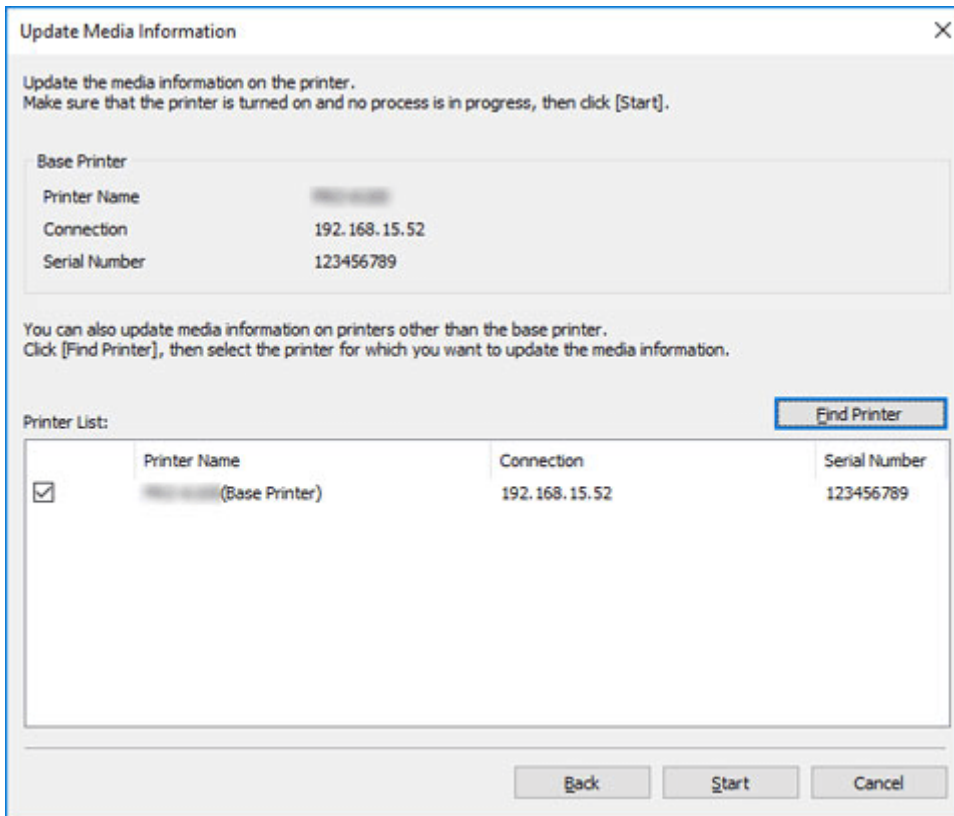 Update Media Information
Update the media information on the printer.
Make sure that the printer is turned on and no process is in progress, then click [Start].
Base Printer
Printer Name
Connection 192.168.15.52
Serial Number 123456789
You can also update media information on printers other than the base printer.
Click [Find Printer], then select the printer for which you want to update the media information.
Printer List:
Find Printer
Printer Name Connection Serial Number
(Base Printer) 192.168.15.52 123456789
Back Start Cancel